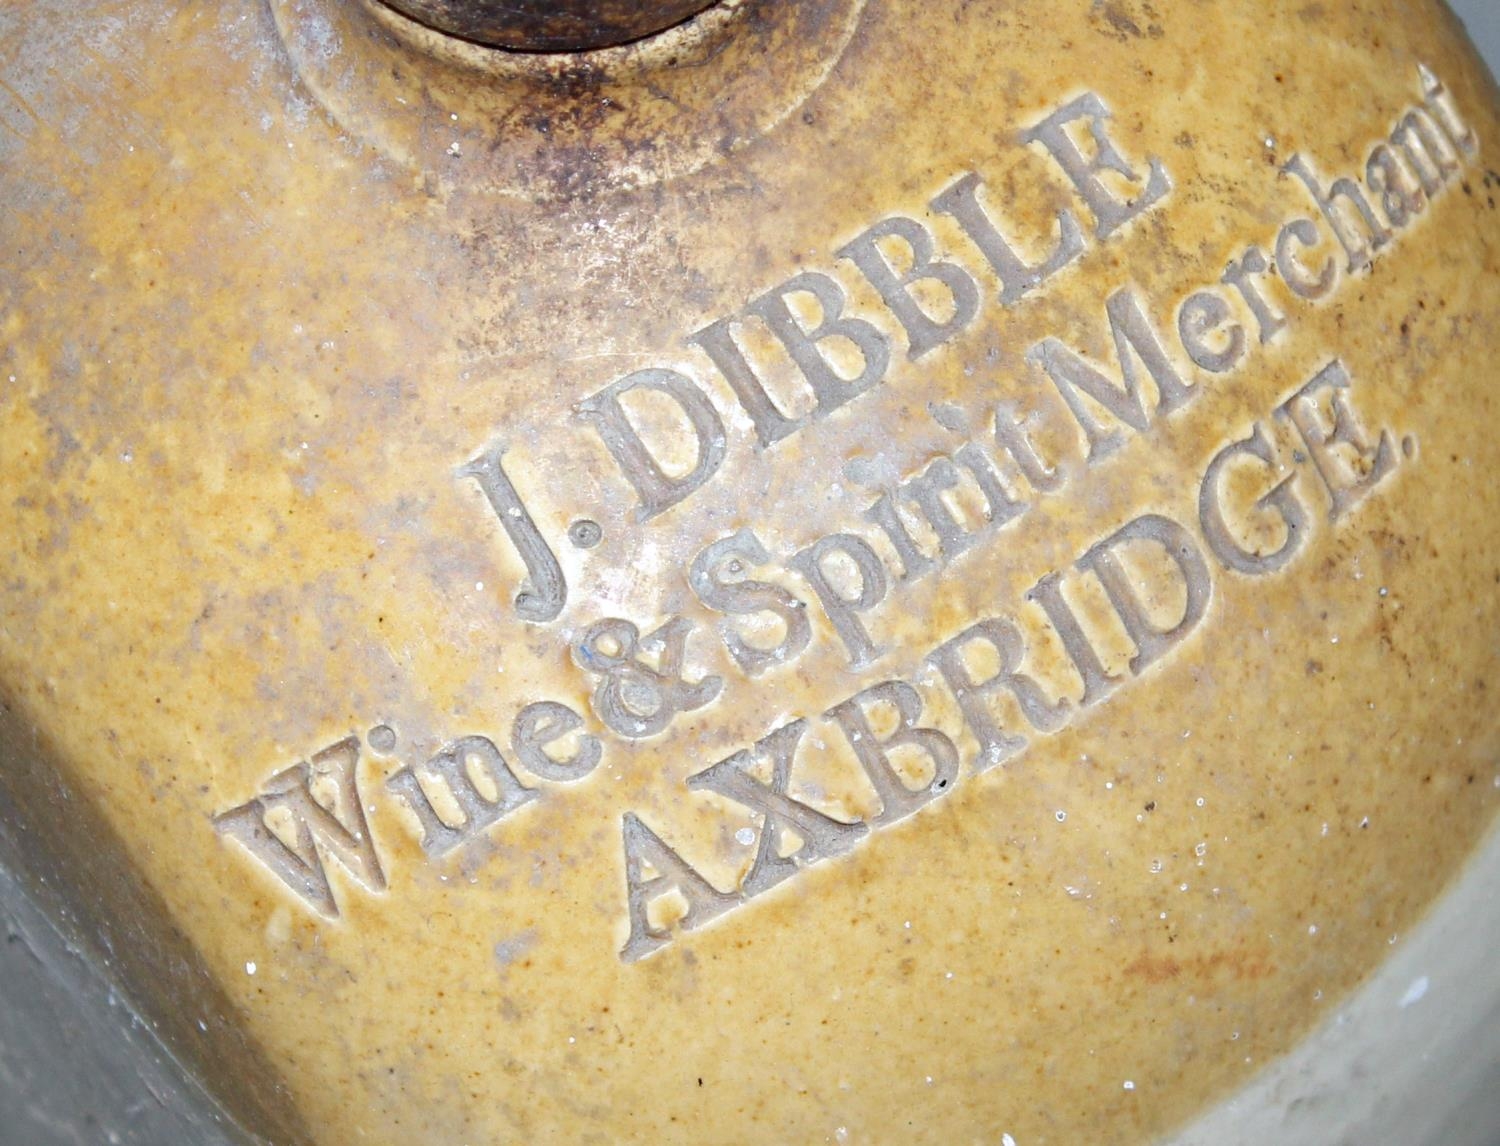 J. DIBBLE
Wine & Spirit Merchant
AXBRIDGE.